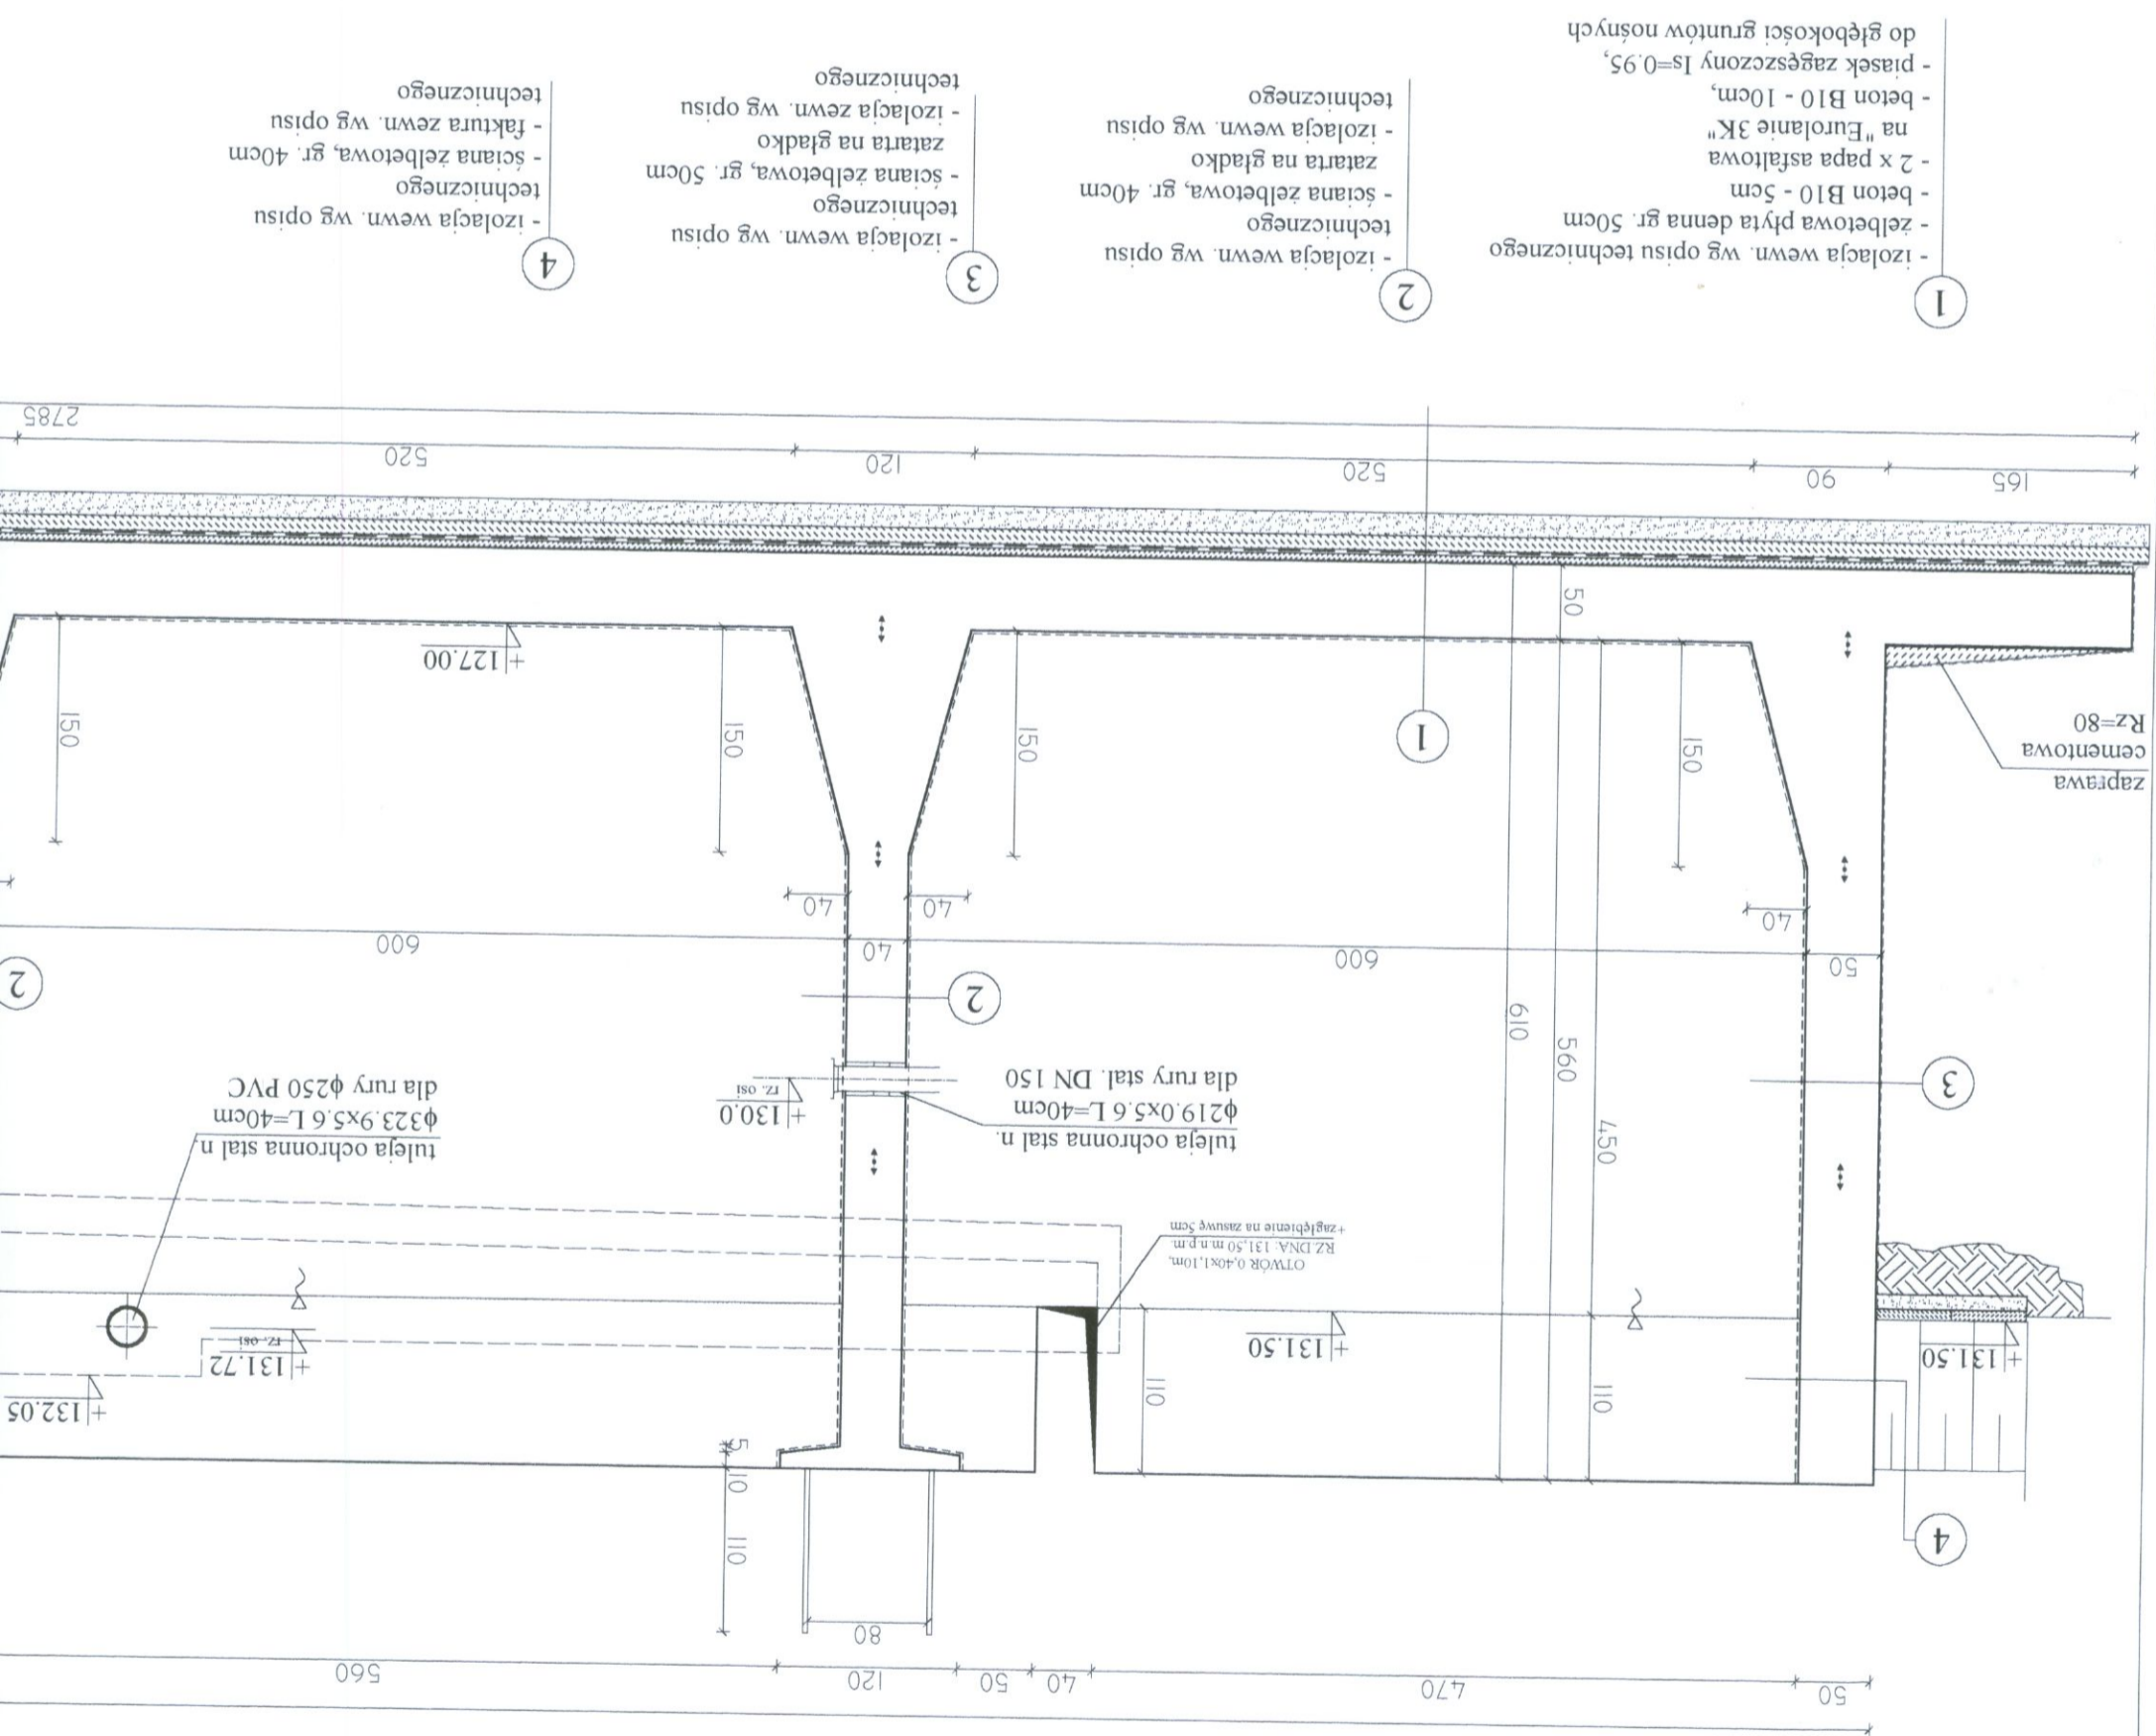 50
470
40
50
120
560
80
110
10
5
4
+131.50
110
110
+131.50
OTWÓR 0,40x1,10m,
RZ.DNA: 131,50 m.n.p.m.
+zagłębienie na zasuwę 5cm
+132.05
+131.72
rz. osi
tuleja ochronna stal n.
ϕ219.0x5.6 L=40cm
dla rury stal. DN 150
+130.0
rz. osi
tuleja ochronna stal n.
ϕ323.9x5.6 L=40cm
dla rury ϕ250 PVC
3
450
560
610
2
2
50
600
40
600
40
40
40
zaprawa
cementowa
Rz=80
150
1
150
150
150
+127.00
50
165
90
520
120
520
2785
1
- izolacja wewn. wg opisu technicznego
- żelbetowa płyta denna gr. 50cm
- beton B10 - 5cm
- 2 x papa asfaltowa
na "Eurolanie 3K"
- beton B10 - 10cm,
- piasek zagęszczony Is=0.95,
do głębokości gruntów nośnych
2
- izolacja wewn. wg opisu
technicznego
- ściana żelbetowa, gr. 40cm
zatarta na gładko
- izolacja wewn. wg opisu
technicznego
3
- izolacja wewn. wg opisu
technicznego
- ściana żelbetowa, gr. 50cm
zatarta na gładko
- izolacja zewn. wg opisu
technicznego
4
- izolacja wewn. wg opisu
technicznego
- ściana żelbetowa, gr. 40cm
- faktura zewn. wg opisu
technicznego